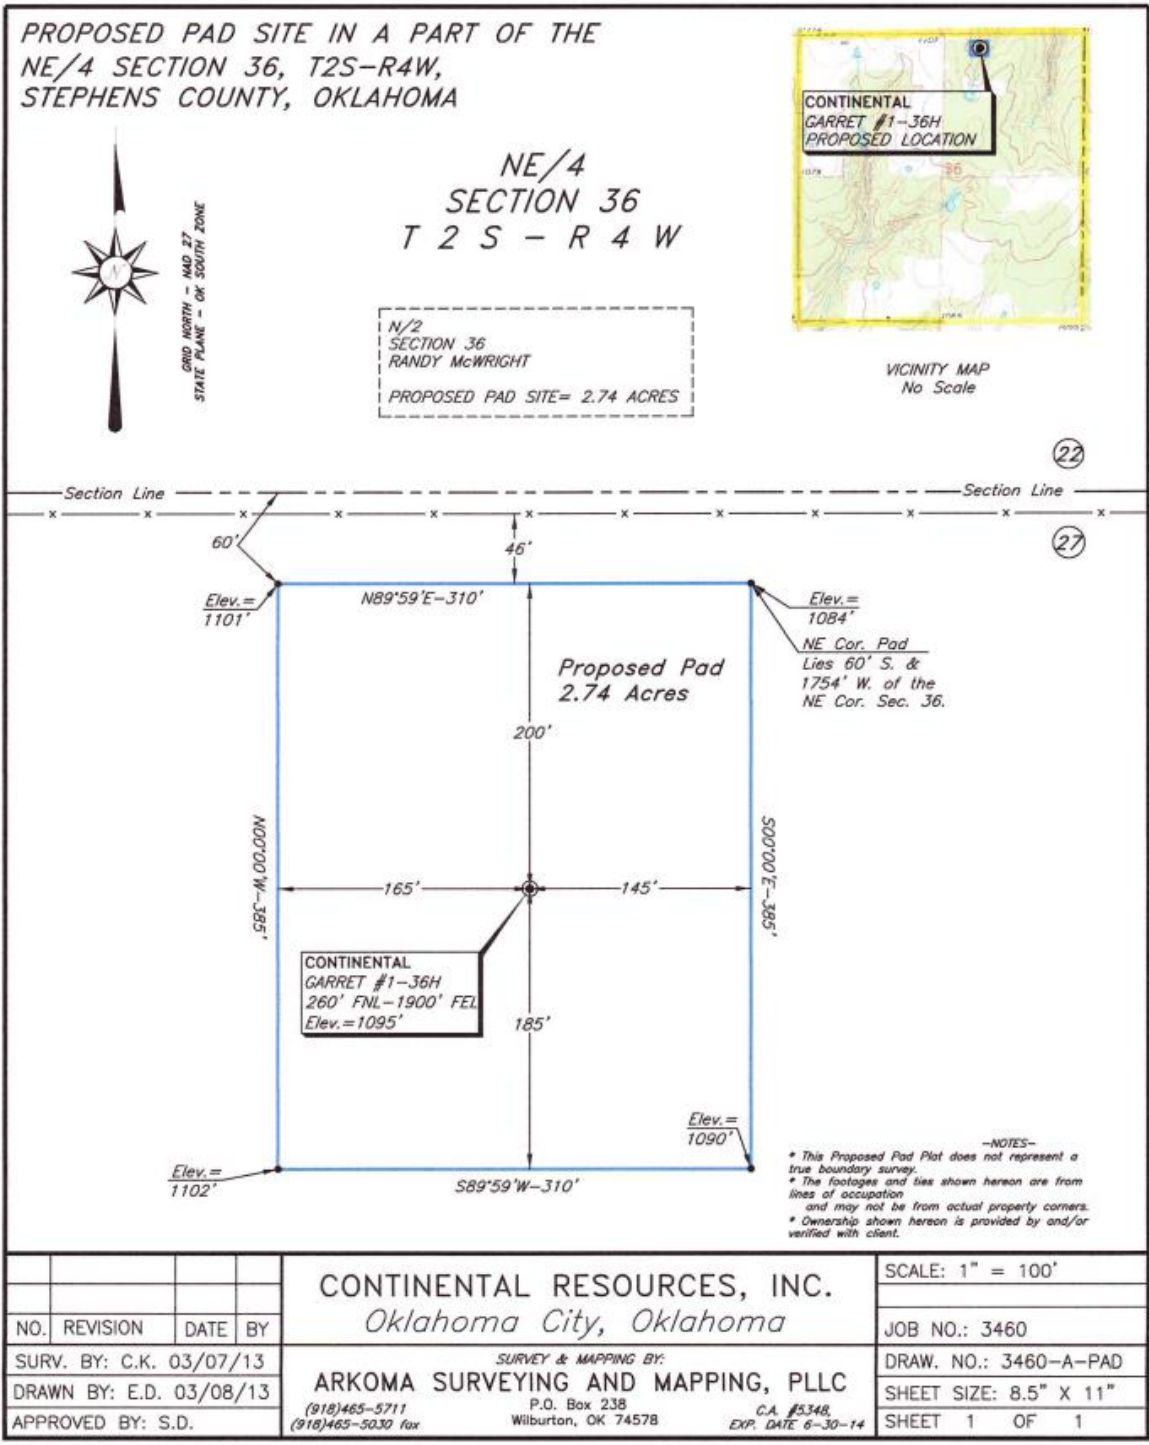 PROPOSED PAD SITE IN A PART OF THE
NE/4 SECTION 36, T2S-R4W,
STEPHENS COUNTY, OKLAHOMA
CONTINENTAL
GARRET #1-36H
PROPOSED LOCATION
36
VICINITY MAP
No Scale
N
GRID NORTH - NAD 27
STATE PLANE - OK SOUTH ZONE
NE/4
SECTION 36
T 2 S - R 4 W
N/2
SECTION 36
RANDY McWRIGHT
PROPOSED PAD SITE= 2.74 ACRES
22
Section Line
Section Line
27
60'
46'
Elev.=
1101'
N89°59'E-310'
Elev.=
1084'
NE Cor. Pad
Lies 60' S. &
1754' W. of the
NE Cor. Sec. 36.
Proposed Pad
2.74 Acres
200'
N00°00'W-385'
S00°00'E-385'
165'
145'
CONTINENTAL
GARRET #1-36H
260' FNL-1900' FEL
Elev.=1095'
185'
Elev.=
1090'
Elev.=
1102'
S89°59'W-310'
-NOTES-
* This Proposed Pad Plat does not represent a
true boundary survey.
* The footages and ties shown hereon are from
lines of occupation
and may not be from actual property corners.
* Ownership shown hereon is provided by and/or
verified with client.
NO. REVISION DATE BY
SURV. BY: C.K. 03/07/13
DRAWN BY: E.D. 03/08/13
APPROVED BY: S.D.
CONTINENTAL RESOURCES, INC.
Oklahoma City, Oklahoma
SURVEY & MAPPING BY:
ARKOMA SURVEYING AND MAPPING, PLLC
(918)465-5711
(918)465-5030 fax
P.O. Box 238
Wilburton, OK 74578
C.A. #5348,
EXP. DATE 6-30-14
SCALE: 1" = 100'
JOB NO.: 3460
DRAW. NO.: 3460-A-PAD
SHEET SIZE: 8.5" X 11"
SHEET 1 OF 1